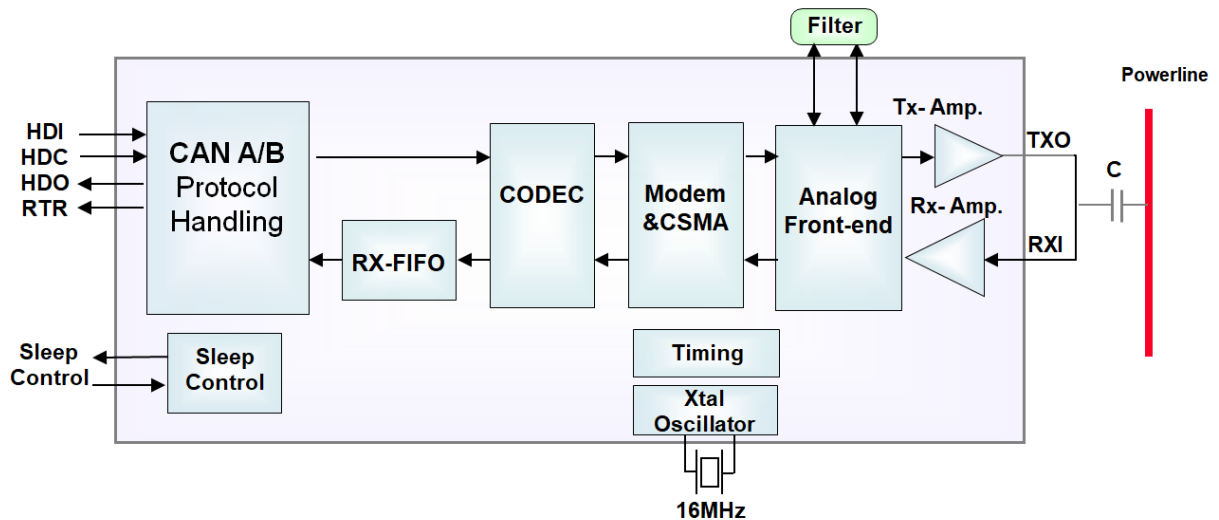 Filter
Powerline
Tx- Amp.
HDI
HDC
HDO
RTR
CAN A/B
Protocol
Handling
CODEC
Modem
&CSMA
Analog
Front-end
TXO
C
Rx- Amp.
RXI
RX-FIFO
Sleep
Control
Sleep
Control
Timing
Xtal
Oscillator
16MHz